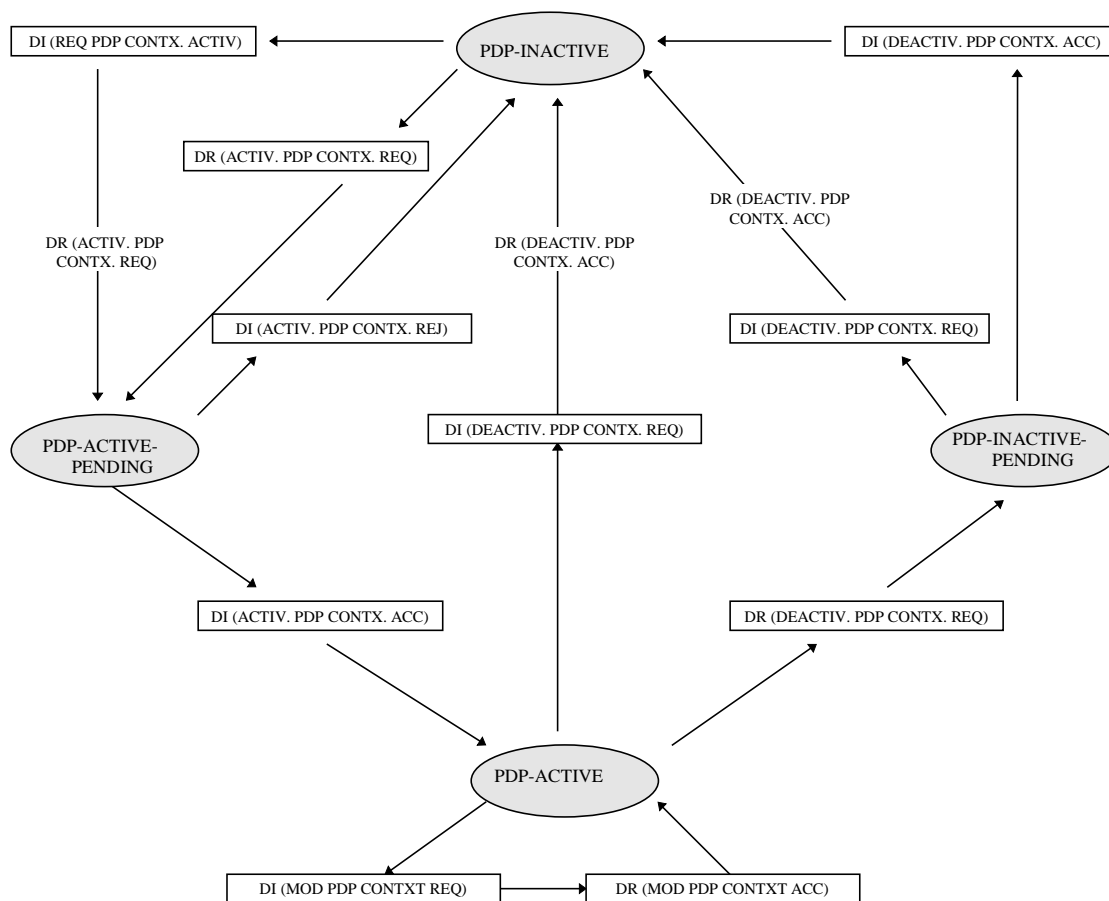 DI (REQ PDP CONTX. ACTIV)
PDP-INACTIVE
DI (DEACTIV. PDP CONTX. ACC)
DR (ACTIV. PDP CONTX. REQ)
DR (DEACTIV. PDP
CONTX. ACC)
DR (ACTIV. PDP
CONTX. REQ)
DR (DEACTIV. PDP
CONTX. ACC)
DI (ACTIV. PDP CONTX. REJ)
DI (DEACTIV. PDP CONTX. REQ)
PDP-ACTIVE-
PENDING
DI (DEACTIV. PDP CONTX. REQ)
PDP-INACTIVE-
PENDING
DI (ACTIV. PDP CONTX. ACC)
DR (DEACTIV. PDP CONTX. REQ)
PDP-ACTIVE
DI (MOD PDP CONTXT REQ)
DR (MOD PDP CONTXT ACC)